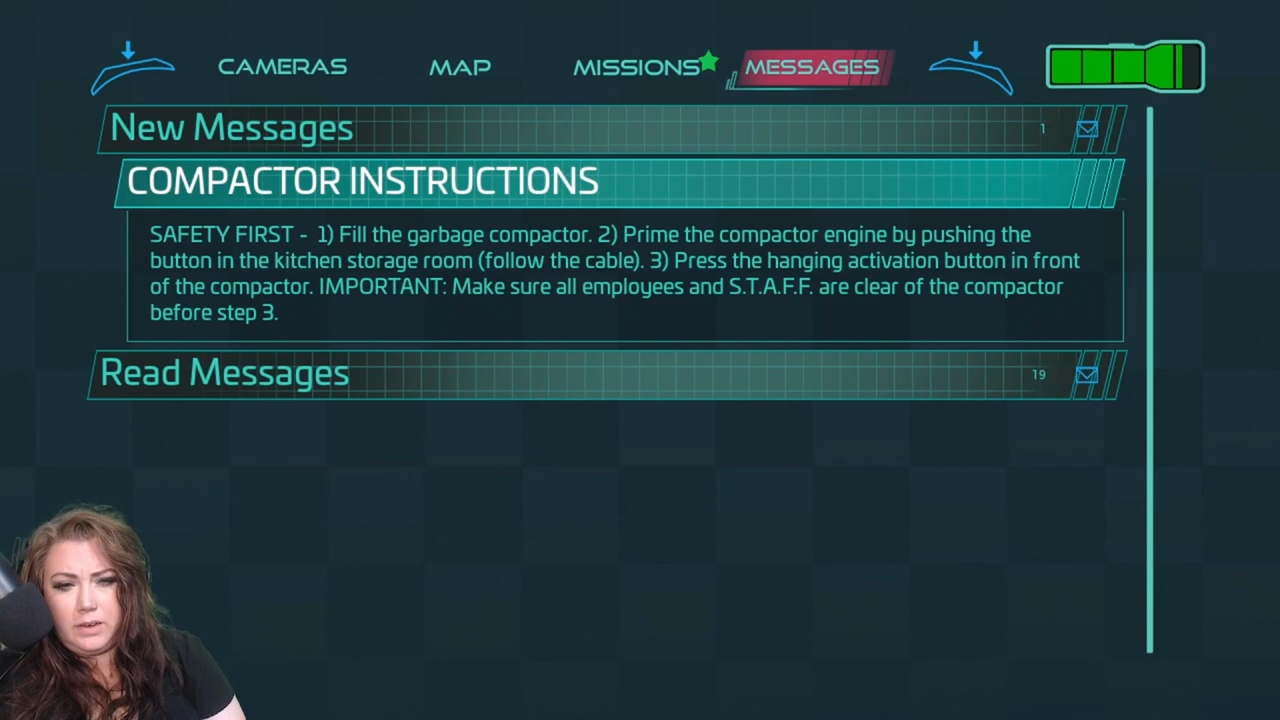 CAMERAS MAP MISSIONS MESSAGES
New Messages 1
COMPACTOR INSTRUCTIONS
SAFETY FIRST - 1) Fill the garbage compactor. 2) Prime the compactor engine by pushing the
button in the kitchen storage room (follow the cable). 3) Press the hanging activation button in front
of the compactor. IMPORTANT: Make sure all employees and S.T.A.F.F. are clear of the compactor
before step 3.
Read Messages 19